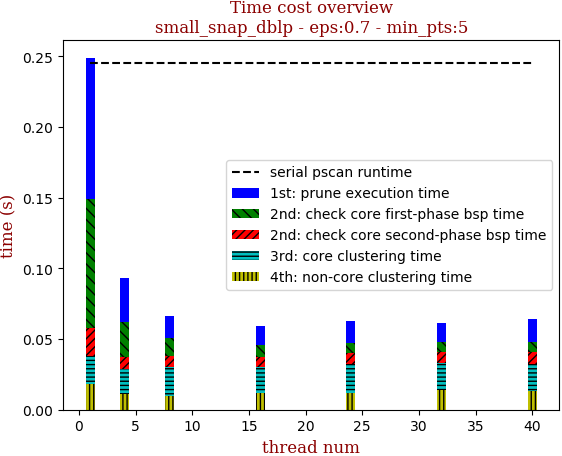 Time cost overview
small_snap_dblp - eps:0.7 - min_pts:5
time (s)
0.25
0.20
0.15
0.10
0.05
0.00
serial pscan runtime
1st: prune execution time
2nd: check core first-phase bsp time
2nd: check core second-phase bsp time
3rd: core clustering time
4th: non-core clustering time
0 5 10 15 20 25 30 35 40
thread num